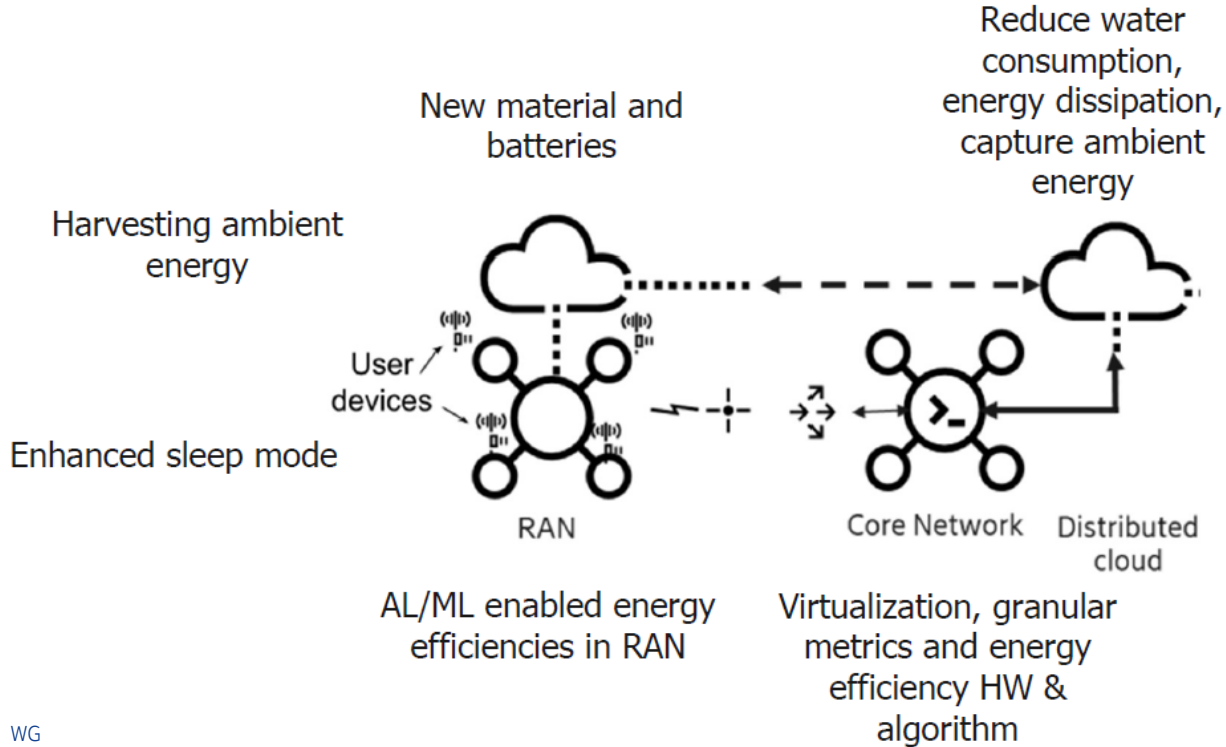 Reduce water
consumption,
energy dissipation,
capture ambient
energy
New material and
batteries
Harvesting ambient
energy
User
devices
Enhanced sleep mode
RAN
Core Network
Distributed
cloud
AL/ML enabled energy
efficiencies in RAN
Virtualization, granular
metrics and energy
efficiency HW &
algorithm
WG